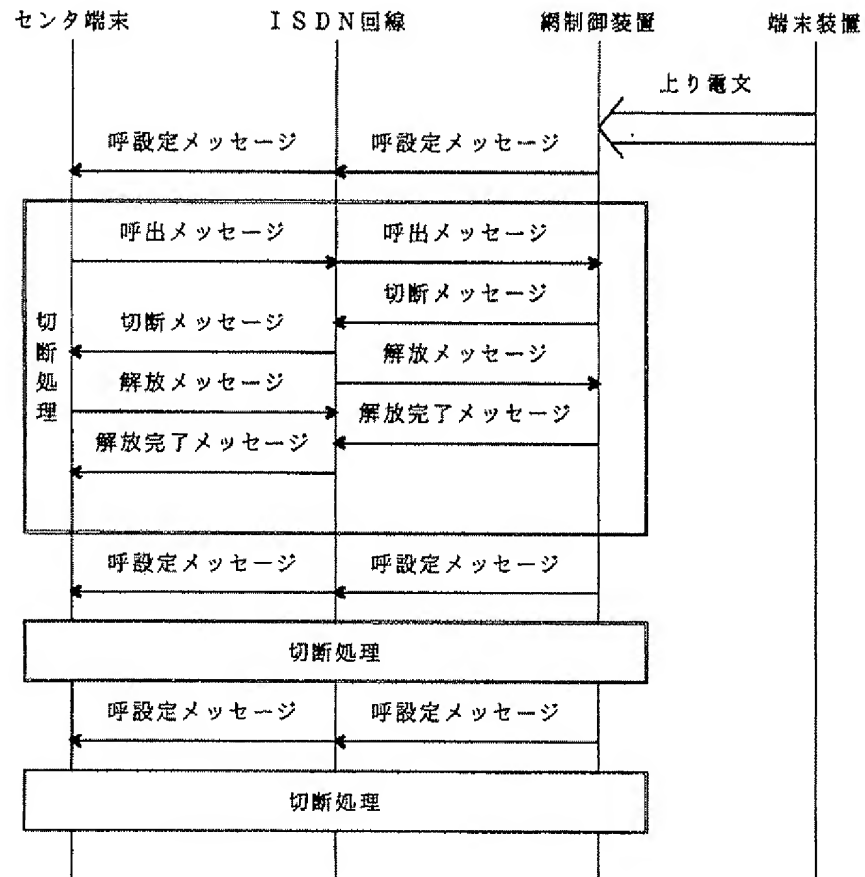 センタ端末 ＩＳＤＮ回線 網制御装置 端末装置
上り電文
呼設定メッセージ 呼設定メッセージ
呼出メッセージ 呼出メッセージ
切断メッセージ
切断メッセージ
解放メッセージ
解放メッセージ
解放完了メッセージ
解放完了メッセージ
切断処理
呼設定メッセージ 呼設定メッセージ
切断処理
呼設定メッセージ 呼設定メッセージ
切断処理